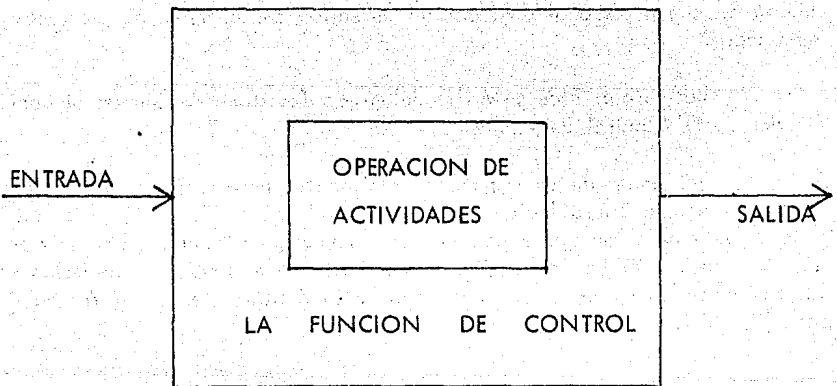 OPERACION DE
ENTRADA
ACTIVIDADES
SALIDA
LA FUNCION DE CONTROL